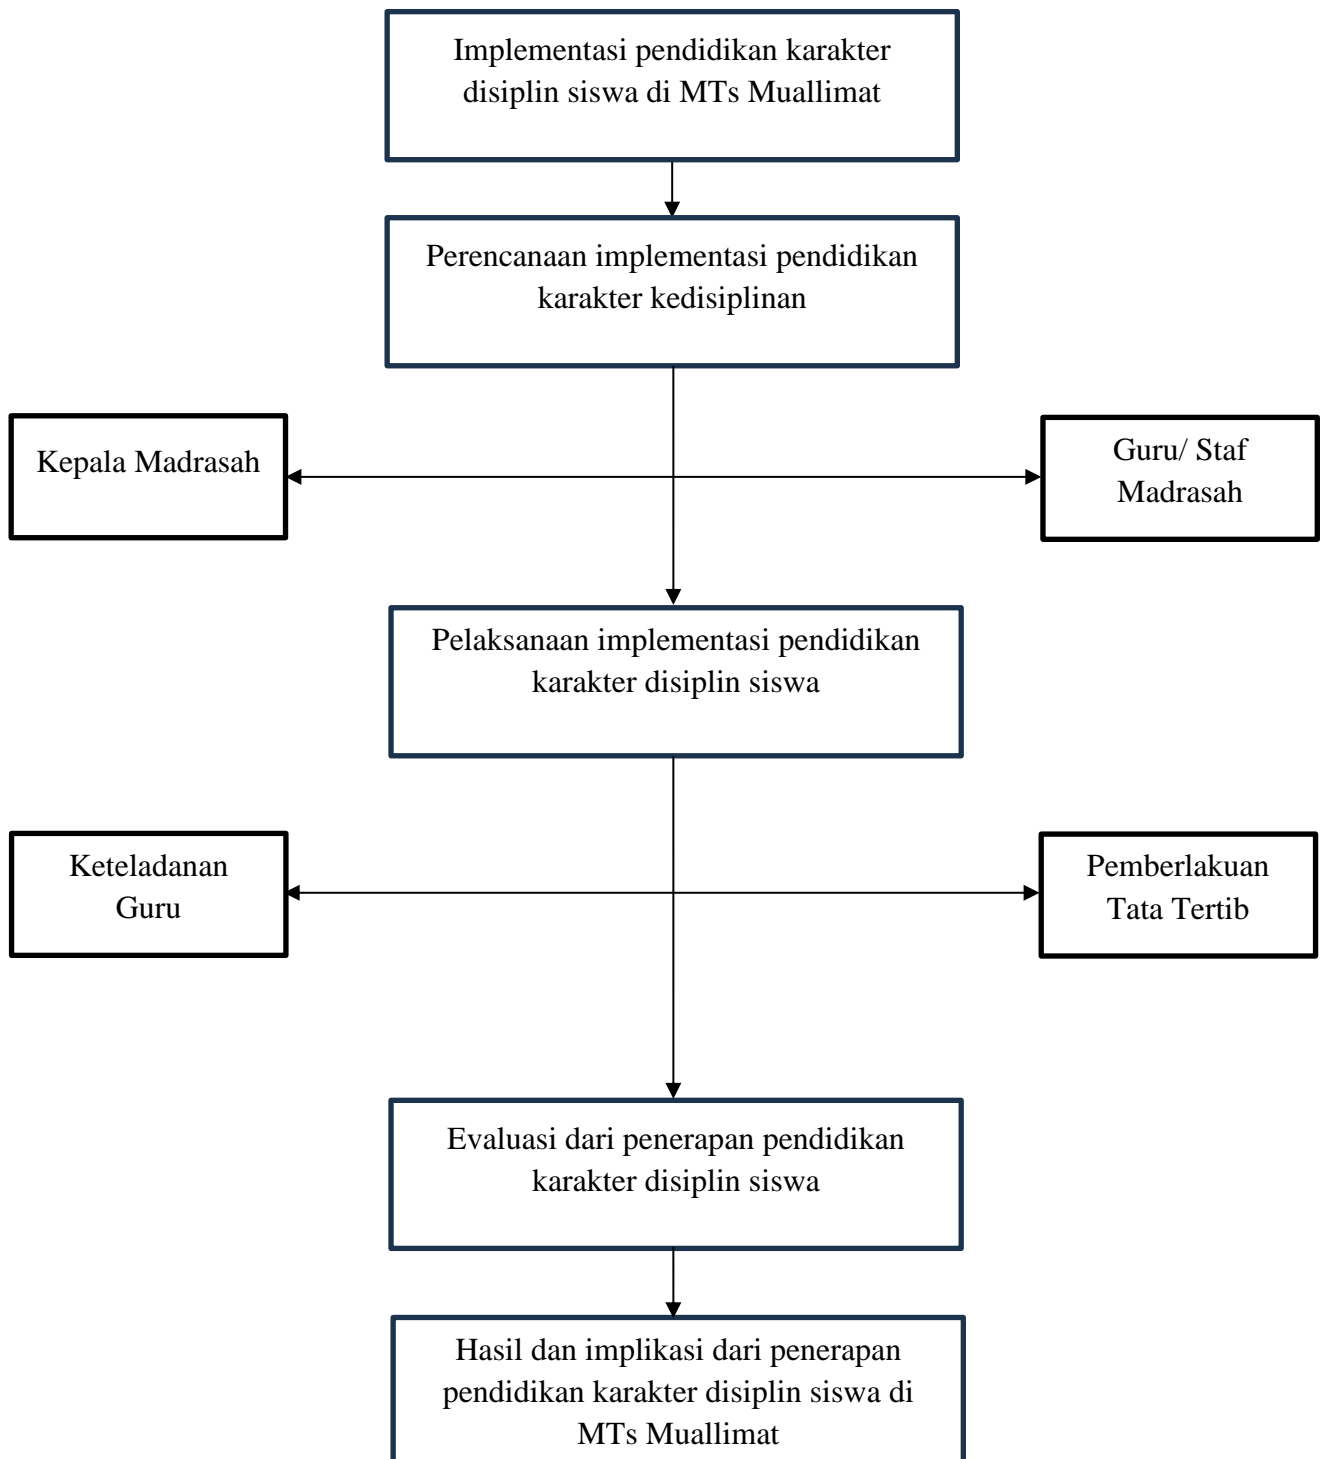 Implementasi pendidikan karakter
disiplin siswa di MTs Muallimat
Perencanaan implementasi pendidikan
karakter kedisiplinan
Kepala Madrasah
Guru/ Staf
Madrasah
Pelaksanaan implementasi pendidikan
karakter disiplin siswa
Keteladanan
Guru
Pemberlakuan
Tata Tertib
Evaluasi dari penerapan pendidikan
karakter disiplin siswa
Hasil dan implikasi dari penerapan
pendidikan karakter disiplin siswa di
MTs Muallimat